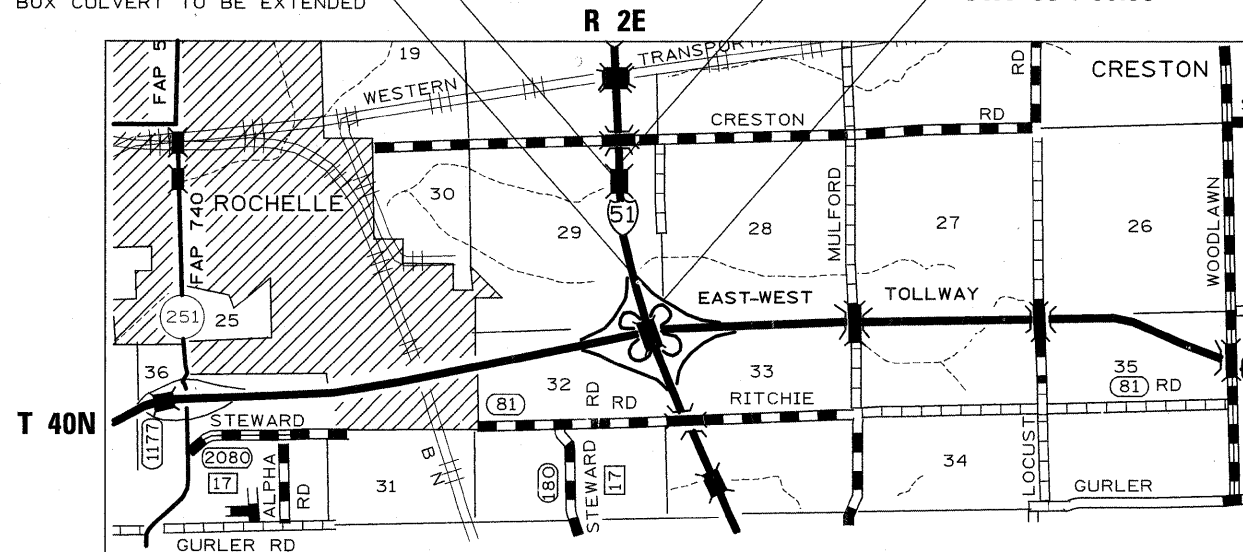 BOX CULVERT TO BE EXTENDED
R 2E
FAP 5
19
WESTERN
RD
CRESTON
CRESTON
RD
FAP 740
ROCHELLE
30
51
29
28
MULFORD
27
26
WOODLAWN
EAST-WEST
TOLLWAY
251
25
36
32
RD
33
35
81
RD
T 40N
1177
STEWARD
81
RD
RITCHIE
2080
17
ALPHA
RD
31
B N
180
STEWARD
17
34
LOCUST
GURLER
GURLER RD